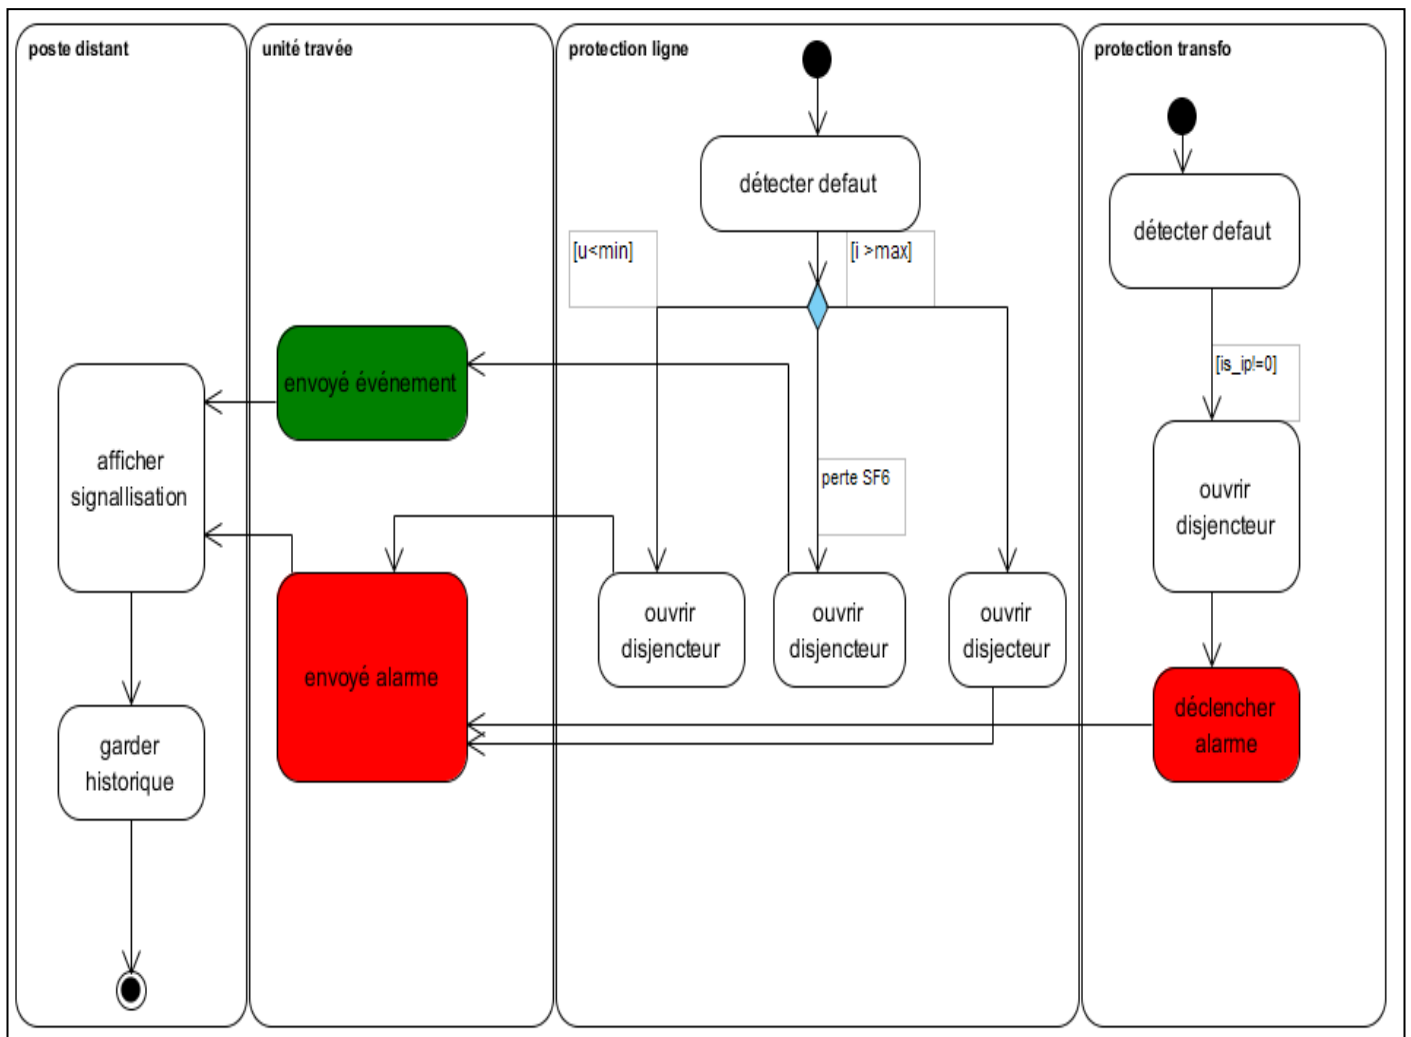 poste distant
unité travée
protection ligne
protection transfo
détecter defaut
détecter defaut
[u<min]
[i >max]
[is_ip!=0]
envoyé événement
afficher
signallisation
perte SF6
ouvrir
disjencteur
ouvrir
disjencteur
ouvrir
disjencteur
ouvrir
disjecteur
envoyé alarme
déclencher
alarme
garder
historique